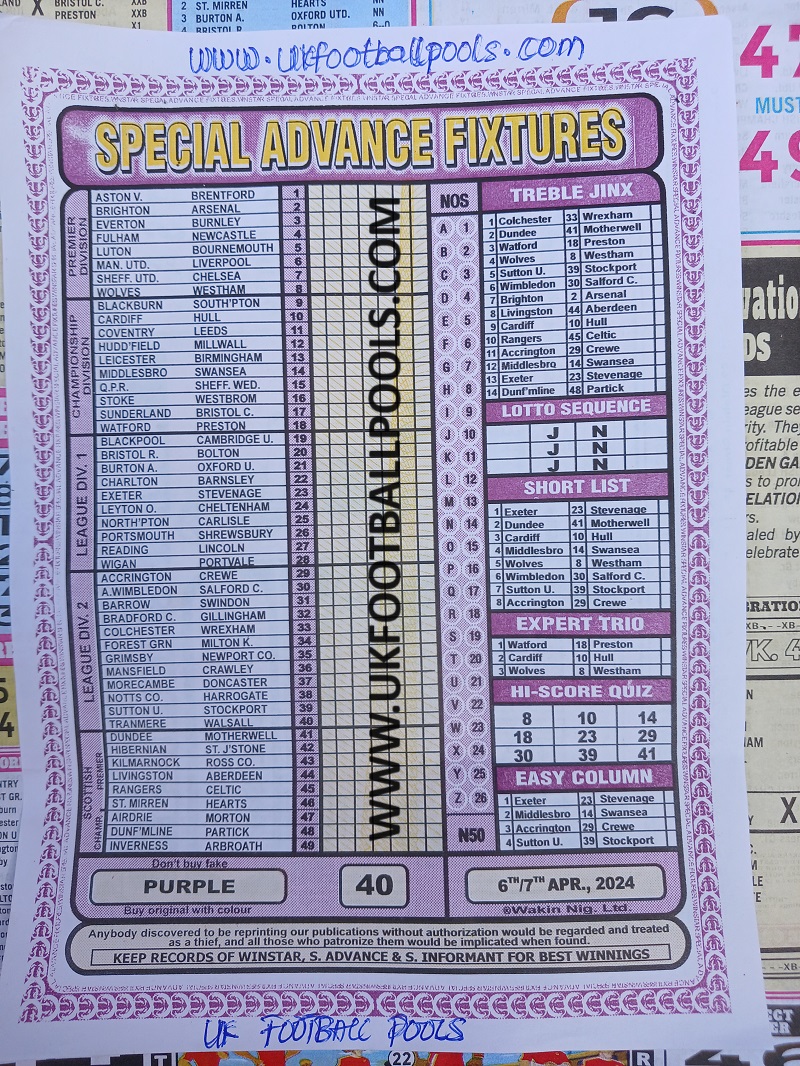 www.ukfootballpools.com
SPECIAL ADVANCE FIXTURES
PREMIER DIVISION
ASTON V. BRENTFORD 1
BRIGHTON ARSENAL 2
EVERTON BURNLEY 3
FULHAM NEWCASTLE 4
LUTON BOURNEMOUTH 5
MAN. UTD. LIVERPOOL 6
SHEFF. UTD. CHELSEA 7
WOLVES WESTHAM 8
CHAMPIONSHIP DIVISION
BLACKBURN SOUTH'PTON 9
CARDIFF HULL 10
COVENTRY LEEDS 11
HUDD'FIELD MILLWALL 12
LEICESTER BIRMINGHAM 13
MIDDLESBRO SWANSEA 14
Q.P.R. SHEFF. WED. 15
STOKE WESTBROM 16
SUNDERLAND BRISTOL C. 17
WATFORD PRESTON 18
LEAGUE DIV. 1
BLACKPOOL CAMBRIDGE U. 19
BRISTOL R. BOLTON 20
BURTON A. OXFORD U. 21
CHARLTON BARNSLEY 22
EXETER STEVENAGE 23
LEYTON O. CHELTENHAM 24
NORTH'PTON CARLISLE 25
PORTSMOUTH SHREWSBURY 26
READING LINCOLN 27
WIGAN PORTVALE 28
LEAGUE DIV. 2
ACCRINGTON CREWE 29
A.WIMBLEDON SALFORD C. 30
BARROW SWINDON 31
BRADFORD C. GILLINGHAM 32
COLCHESTER WREXHAM 33
FOREST GRN MILTON K. 34
GRIMSBY NEWPORT CO. 35
MANSFIELD CRAWLEY 36
MORECAMBE DONCASTER 37
NOTTS CO. HARROGATE 38
SUTTON U. STOCKPORT 39
TRANMERE WALSALL 40
SCOTTISH
PREMIER
DUNDEE MOTHERWELL 41
HIBERNIAN ST. J'STONE 42
KILMARNOCK ROSS CO. 43
LIVINGSTON ABERDEEN 44
RANGERS CELTIC 45
ST. MIRREN HEARTS 46
CHAMP.
AIRDRIE MORTON 47
DUNF'MLINE PARTICK 48
INVERNESS ARBROATH 49
WWW.UKFOOTBALLPOOLS.COM
NOS
A 1
B 2
C 3
D 4
E 5
F 6
G 7
H 8
I 9
J 10
K 11
L 12
M 13
N 14
O 15
P 16
Q 17
R 18
S 19
T 20
U 21
V 22
W 23
X 24
Y 25
Z 26
N50
TREBLE JINX
1 Colchester 33 Wrexham
2 Dundee 41 Motherwell
3 Watford 18 Preston
4 Wolves 8 Westham
5 Sutton U. 39 Stockport
6 Wimbledon 30 Salford C.
7 Brighton 2 Arsenal
8 Livingston 44 Aberdeen
9 Cardiff 10 Hull
10 Rangers 45 Celtic
11 Accrington 29 Crewe
12 Middlesbro 14 Swansea
13 Exeter 23 Stevenage
14 Dunf'mline 48 Partick
LOTTO SEQUENCE
J N
J N
J N
SHORT LIST
1 Exeter 23 Stevenage
2 Dundee 41 Motherwell
3 Cardiff 10 Hull
4 Middlesbro 14 Swansea
5 Wolves 8 Westham
6 Wimbledon 30 Salford C.
7 Sutton U. 39 Stockport
8 Accrington 29 Crewe
EXPERT TRIO
1 Watford 18 Preston
2 Cardiff 10 Hull
3 Wolves 8 Westham
HI-SCORE QUIZ
8 10 14
18 23 29
30 39 41
EASY COLUMN
1 Exeter 23 Stevenage
2 Middlesbro 14 Swansea
3 Accrington 29 Crewe
4 Sutton U. 39 Stockport
Don't buy fake
PURPLE
Buy original with colour
40
6TH/7TH APR., 2024
©Wakin Nig. Ltd.
Anybody discovered to be reprinting our publications without authorization would be regarded and treated
as a thief, and all those who patronize them would be implicated when found.
KEEP RECORDS OF WINSTAR, S. ADVANCE & S. INFORMANT FOR BEST WINNINGS
UK FOOTBALL POOLS